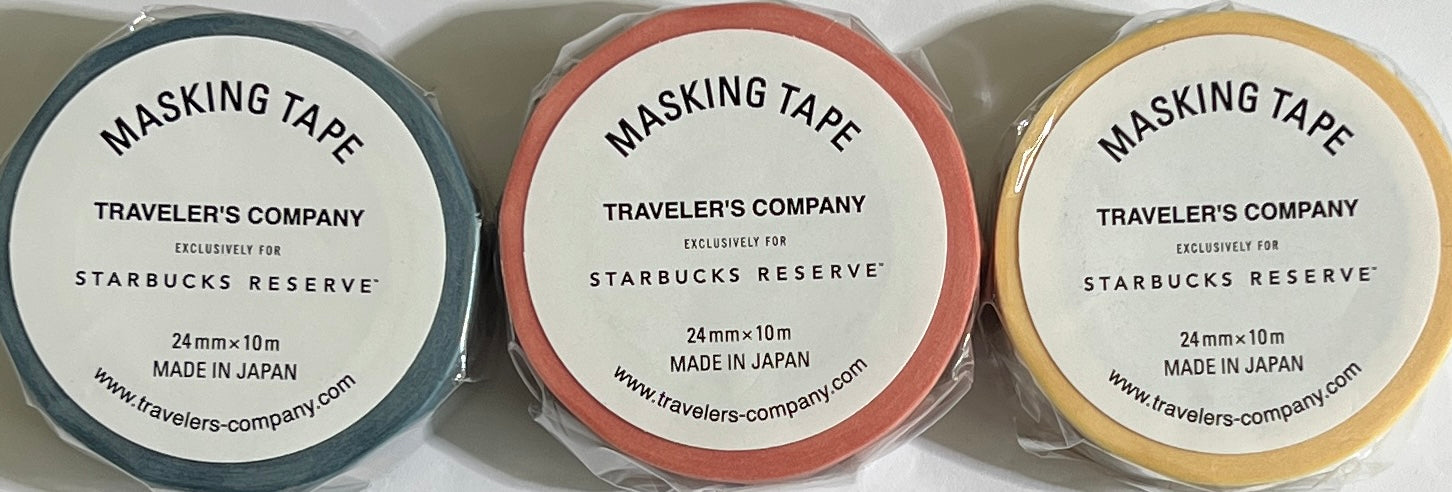 MASKING TAPE
TRAVELER'S COMPANY
EXCLUSIVELY FOR
STARBUCKS RESERVE™
24mm×10m
MADE IN JAPAN
www.travelers-company.com
MASKING TAPE
TRAVELER'S COMPANY
EXCLUSIVELY FOR
STARBUCKS RESERVE™
24mm×10m
MADE IN JAPAN
www.travelers-company.com
MASKING TAPE
TRAVELER'S COMPANY
EXCLUSIVELY FOR
STARBUCKS RESERVE™
24mm×10m
MADE IN JAPAN
www.travelers-company.com